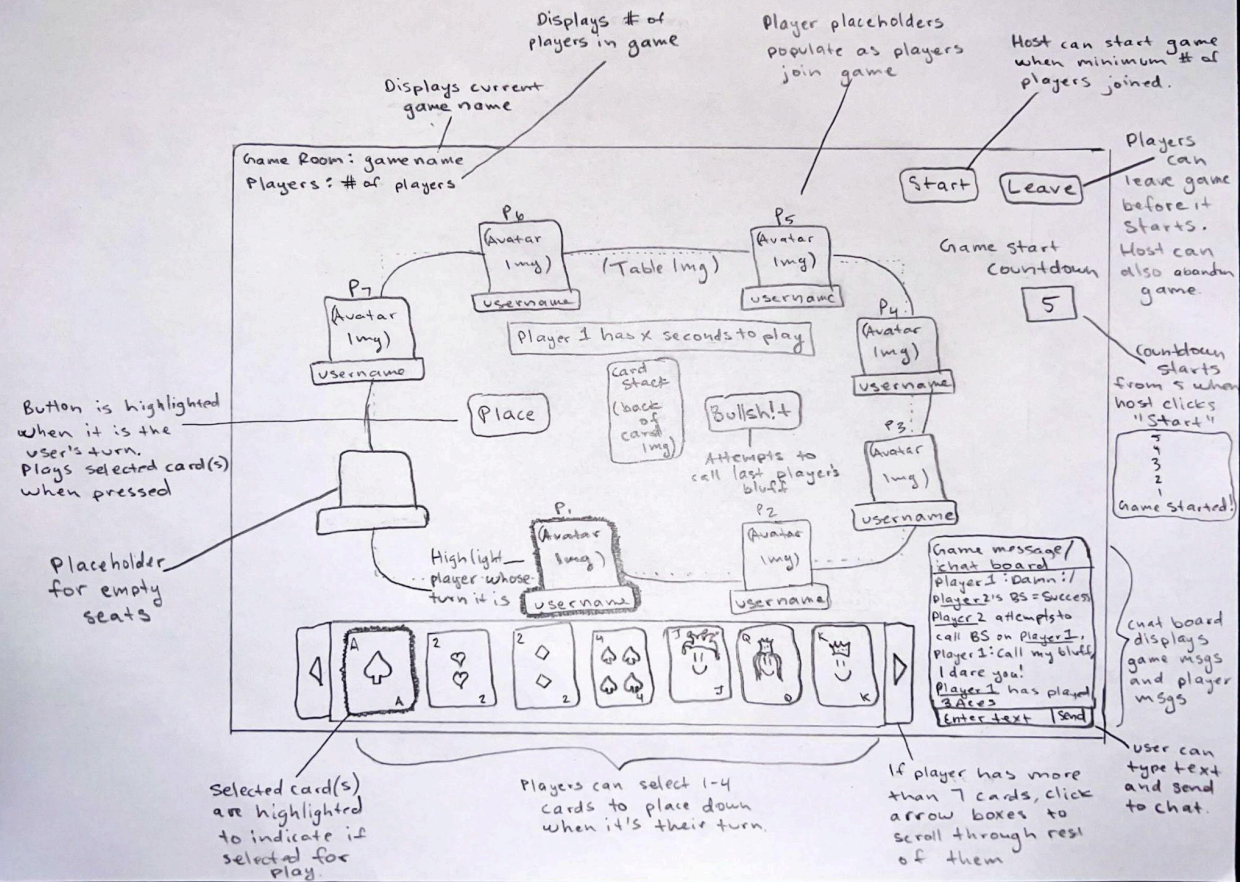 Displays # of
players in game
Player placeholders
populate as players
join game
Host can start game
when minimum # of
players joined.
Displays current
game name
Players
can
leave game
before it
starts.
Host can
also abandon
game.
Game Room: game name
Players: # of players
Start
Leave
P6
(Avatar
Img)
username
P5
(Avatar
Img)
username
(Table Img)
Game Start
Countdown
5
P7
(Avatar
Img)
username
P4
(Avatar
Img)
username
Player 1 has x seconds to play
Countdown
starts
from 5 when
host clicks
"Start"
5
4
3
2
1
Game Started!
Card
Stack
(back
of
card
Img)
Place
Bullsh!t
Attempts to
call last player's
bluff
Button is highlighted
when it is the
user's turn.
Plays selected card(s)
when pressed
P3
(Avatar
Img)
username
Placeholder
for empty
seats
Highlight
player whose
turn it is
P1
(Avatar
Img)
username
P2
(Avatar
Img)
username
Game message/
chat board
Player1: Damn :/
Player2's BS = Success
Player 2 attempts to
call BS on Player1.
Player1: Call my bluff,
I dare you!
Player1 has played
3 Aces
Enter text
Send
chat board
displays
game msgs
and player
msgs
A
A
2
2
2
2
4
4
J
J
Q
Q
K
K
Selected card(s)
are highlighted
to indicate if
selected for
play.
Players can select 1-4
cards to place down
when it's their turn.
If player has more
than 7 cards, click
arrow boxes to
scroll through rest
of them
user can
type text
and send
to chat.